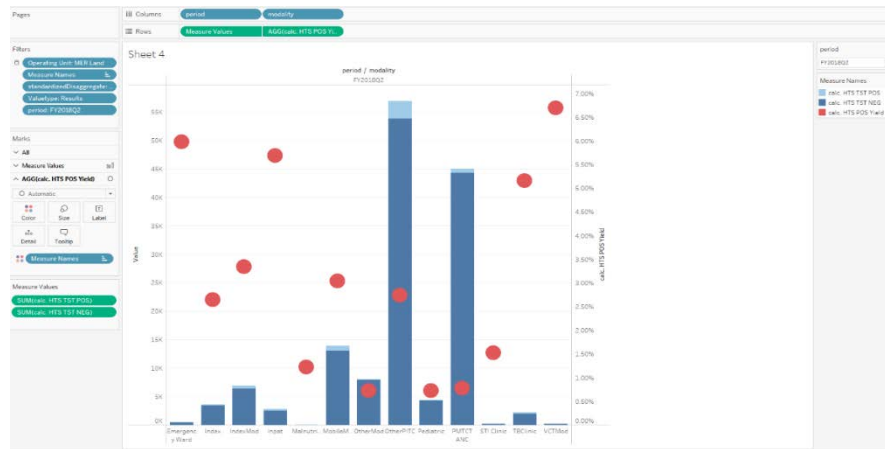 Pages
Columns
period
modality
Rows
Measure Values
AGG(calc. HTS POS Yi..
Filters
Operating Unit: MER Land
Measure Names
Valuetype: Results
period: FY2018Q2
Marks
All
Measure Values
AGG(calc. HTS POS Yield)
Automatic
Color
Size
Label
Detail
Tooltip
Measure Names
Measure Values
SUM(calc. HTS TST POS)
SUM(calc. HTS TST NEG)
Sheet 4
period / modality
FY2018Q2
Value
55K
50K
45K
40K
35K
30K
25K
20K
15K
10K
5K
0K
7.00%
6.50%
6.00%
5.50%
5.00%
4.50%
4.00%
3.50%
3.00%
2.50%
2.00%
1.50%
1.00%
0.50%
0.00%
calc. HTS POS Yield
Emergenc
y Ward
Index
IndexMod
Inpat
Malnutri..
MobileM..
OtherMod
OtherPITC
Pediatric
PMTCT
ANC
STI Clinic
TBClinic
VCTMod
period
FY2018Q2
Measure Names
calc. HTS TST POS
calc. HTS TST NEG
calc. HTS POS Yield